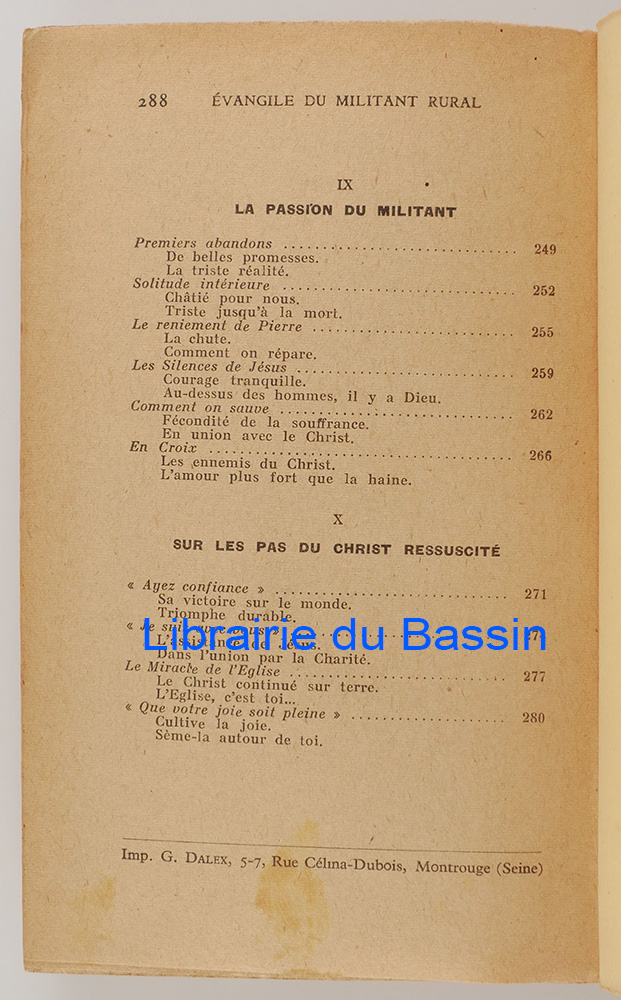 288 ÉVANGILE DU MILITANT RURAL
IX
LA PASSION DU MILITANT
Premiers abandons ........................ 249
De belles promesses.
La triste réalité.
Solitude intérieure ........................ 252
Châtié pour nous.
Triste jusqu'à la mort.
Le reniement de Pierre ........................ 255
La chute.
Comment on répare.
Les Silences de Jésus ........................ 259
Courage tranquille.
Au-dessus des hommes, il y a Dieu.
Comment on sauve ........................ 262
Fécondité de la souffrance.
En union avec le Christ.
En Croix ........................ 266
Les ennemis du Christ.
L'amour plus fort que la haine.
X
SUR LES PAS DU CHRIST RESSUSCITÉ
« Ayez confiance » ........................ 271
Sa victoire sur le monde.
Triomphe durable.
« Je suis
Librairie du Bassin
L'assistance de Jésus.
Dans l'union par la Charité.
Le Miracle de l'Eglise ........................ 277
Le Christ continué sur terre.
L'Eglise, c'est toi...
« Que votre joie soit pleine » ........................ 280
Cultive la joie.
Sème-la autour de toi.
Imp. G. DALEX, 5-7, Rue Célina-Dubois, Montrouge (Seine)